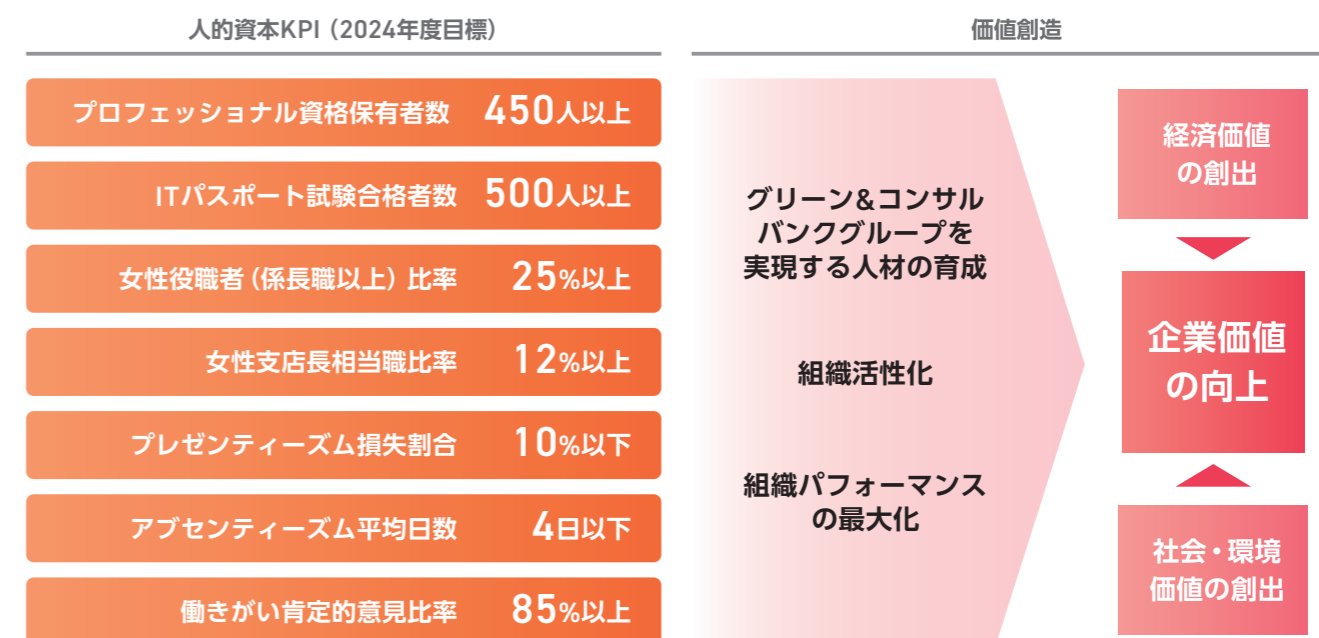 人的資本KPI（2024年度目標）
プロフェッショナル資格保有者数 450人以上
ITパスポート試験合格者数 500人以上
女性役職者（係長職以上）比率 25%以上
女性支店長相当職比率 12%以上
プレゼンティーズム損失割合 10%以下
アブセンティーズム平均日数 4日以下
働きがい肯定的意見比率 85%以上
価値創造
グリーン&コンサル
バンクグループを
実現する人材の育成
組織活性化
組織パフォーマンス
の最大化
経済価値
の創出
企業価値
の向上
社会・環境
価値の創出